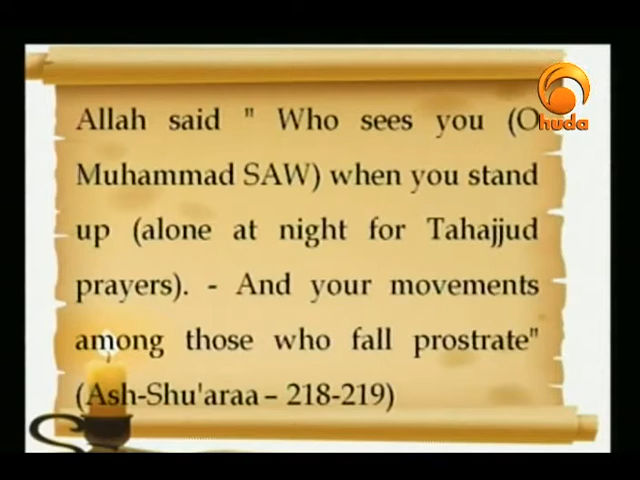 Allah said " Who sees you (O
Muhammad SAW) when you stand
up (alone at night for Tahajjud
prayers). - And your movements
among those who fall prostrate"
(Ash-Shu'araa – 218-219)
huda